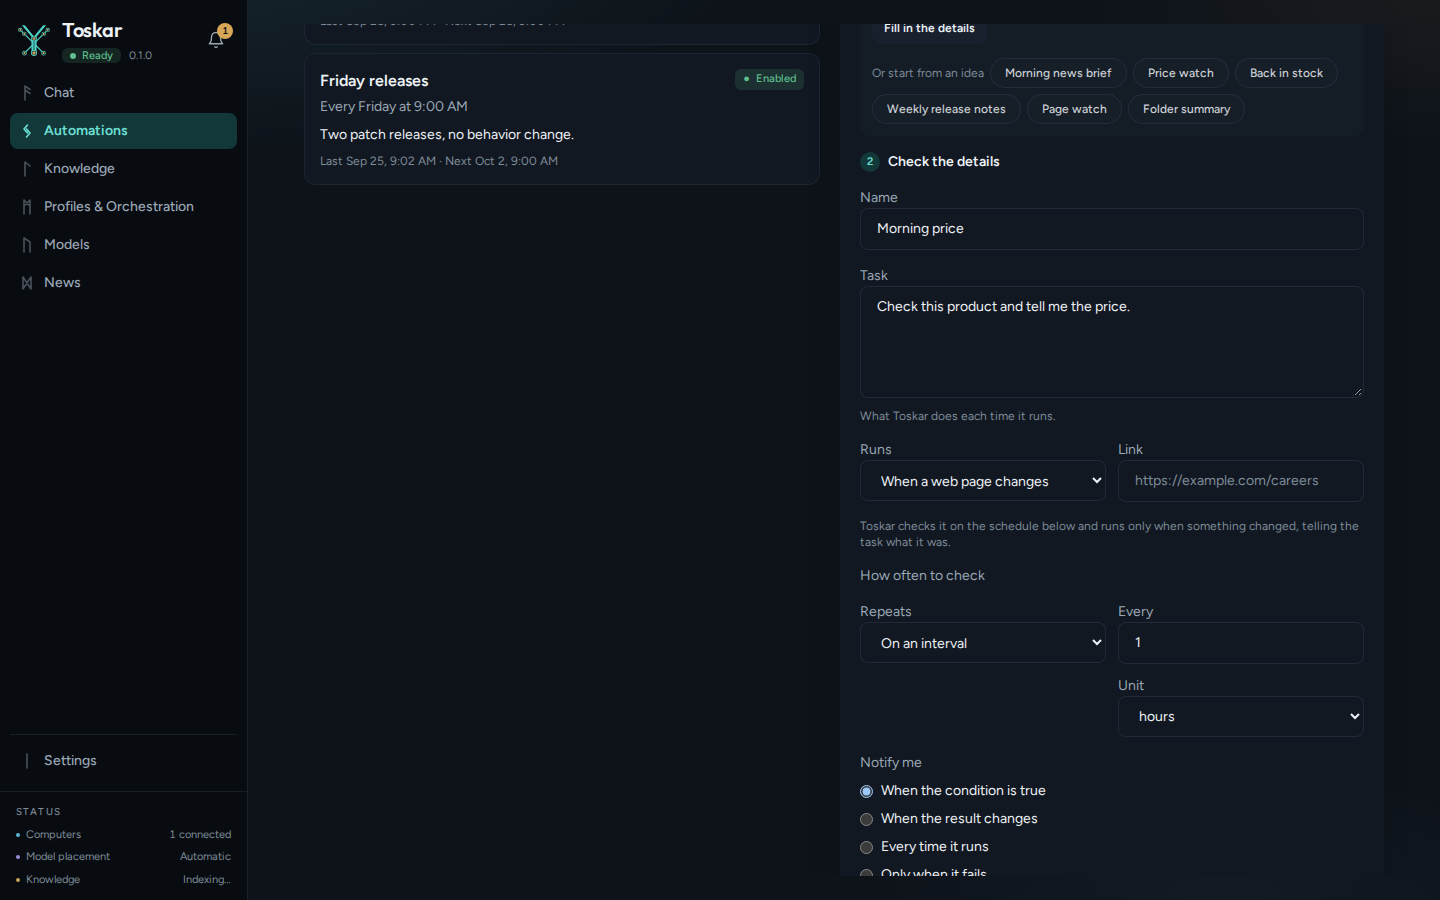 Toskar
Ready 0.1.0
1
Chat
Automations
Knowledge
Profiles & Orchestration
Models
News
Settings
STATUS
Computers 1 connected
Model placement Automatic
Knowledge Indexing...
Friday releases
Enabled
Every Friday at 9:00 AM
Two patch releases, no behavior change.
Last Sep 25, 9:02 AM · Next Oct 2, 9:00 AM
Fill in the details
Or start from an idea Morning news brief Price watch Back in stock
Weekly release notes Page watch Folder summary
2 Check the details
Name
Morning price
Task
Check this product and tell me the price.
What Toskar does each time it runs.
Runs Link
When a web page changes https://example.com/careers
Toskar checks it on the schedule below and runs only when something changed, telling the
task what it was.
How often to check
Repeats Every
On an interval 1
Unit
hours
Notify me
When the condition is true
When the result changes
Every time it runs
Only when it fails